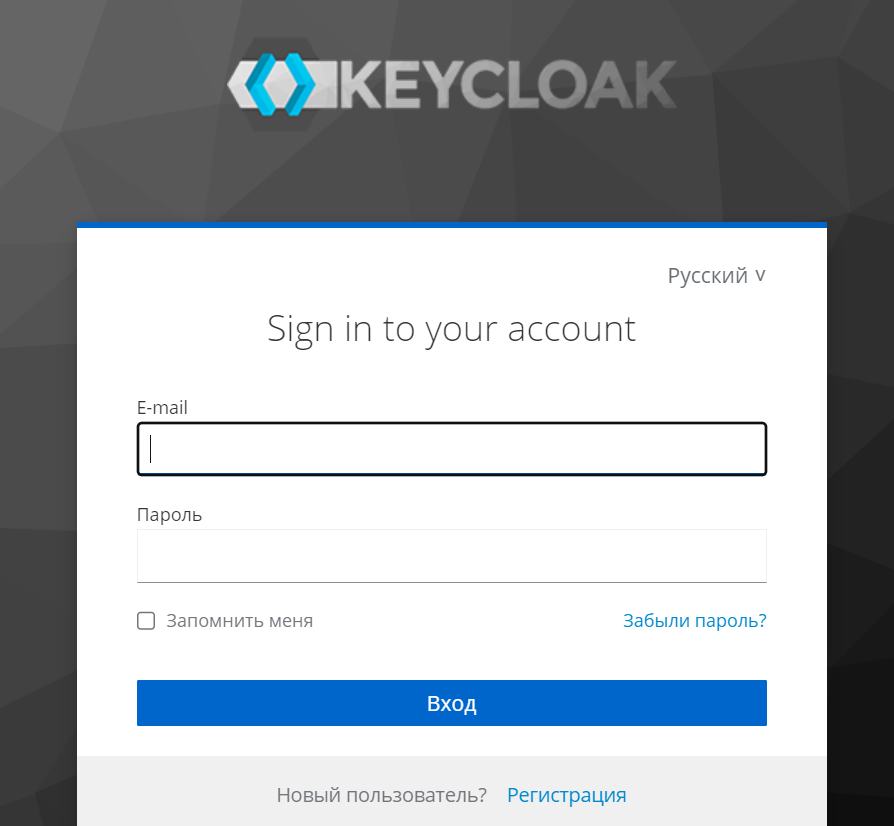 KEYCLOAK
Русский
Sign in to your account
E-mail
Пароль
Запомнить меня Забыли пароль?
Вход
Новый пользователь? Регистрация